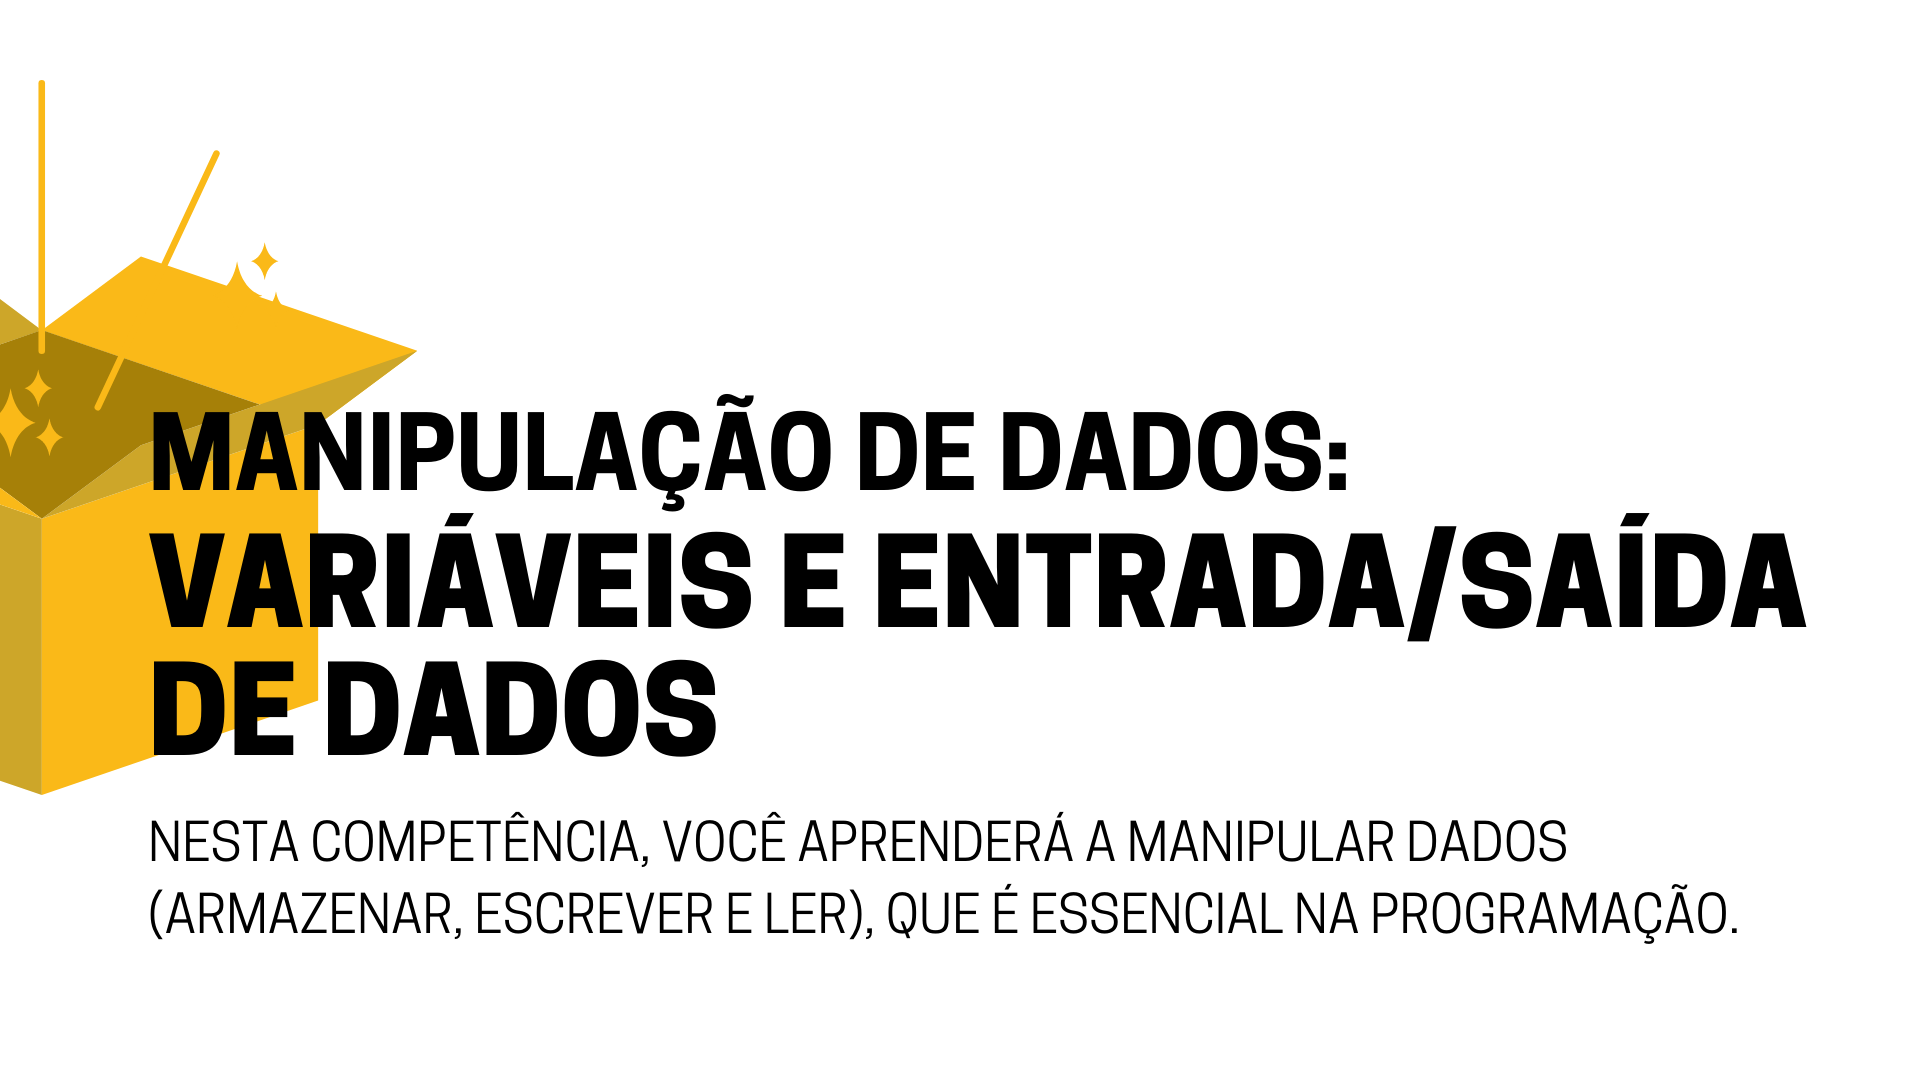 MANIPULAÇÃO DE DADOS:
VARIÁVEIS E ENTRADA/SAÍDA
DE DADOS
NESTA COMPETÊNCIA, VOCÊ APRENDERÁ A MANIPULAR DADOS
(ARMAZENAR, ESCREVER E LER), QUE É ESSENCIAL NA PROGRAMAÇÃO.